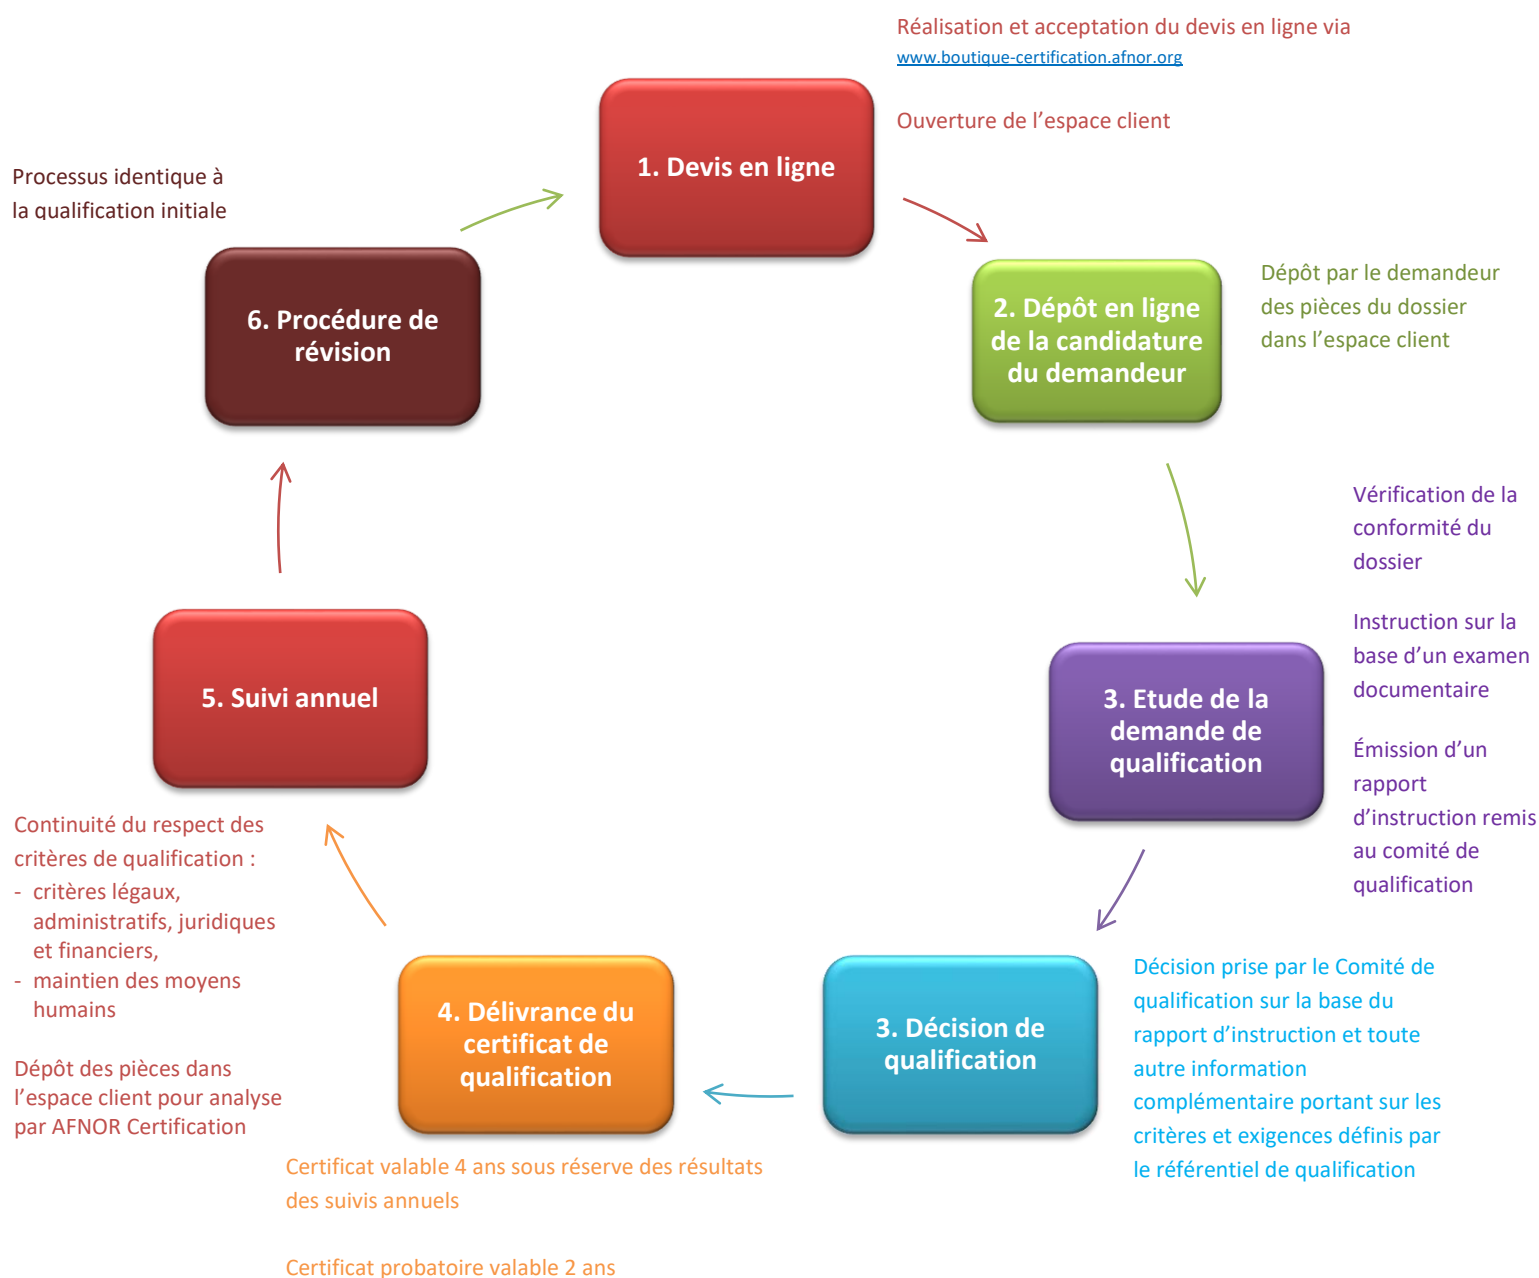 Réalisation et acceptation du devis en ligne via
www.boutique-certification.afnor.org
Ouverture de l’espace client
1. Devis en ligne
2. Dépôt en ligne
de la candidature
du demandeur
Dépôt par le demandeur
des pièces du dossier
dans l’espace client
3. Etude de la
demande de
qualification
Vérification de la
conformité du
dossier
Instruction sur la
base d’un examen
documentaire
Émission d’un
rapport
d’instruction remis
au comité de
qualification
3. Décision de
qualification
Décision prise par le Comité de
qualification sur la base du
rapport d’instruction et toute
autre information
complémentaire portant sur les
critères et exigences définis par
le référentiel de qualification
4. Délivrance du
certificat de
qualification
Certificat valable 4 ans sous réserve des résultats
des suivis annuels
Certificat probatoire valable 2 ans
5. Suivi annuel
Continuité du respect des
critères de qualification :
- critères légaux,
administratifs, juridiques
et financiers,
- maintien des moyens
humains
Dépôt des pièces dans
l’espace client pour analyse
par AFNOR Certification
6. Procédure de
révision
Processus identique à
la qualification initiale